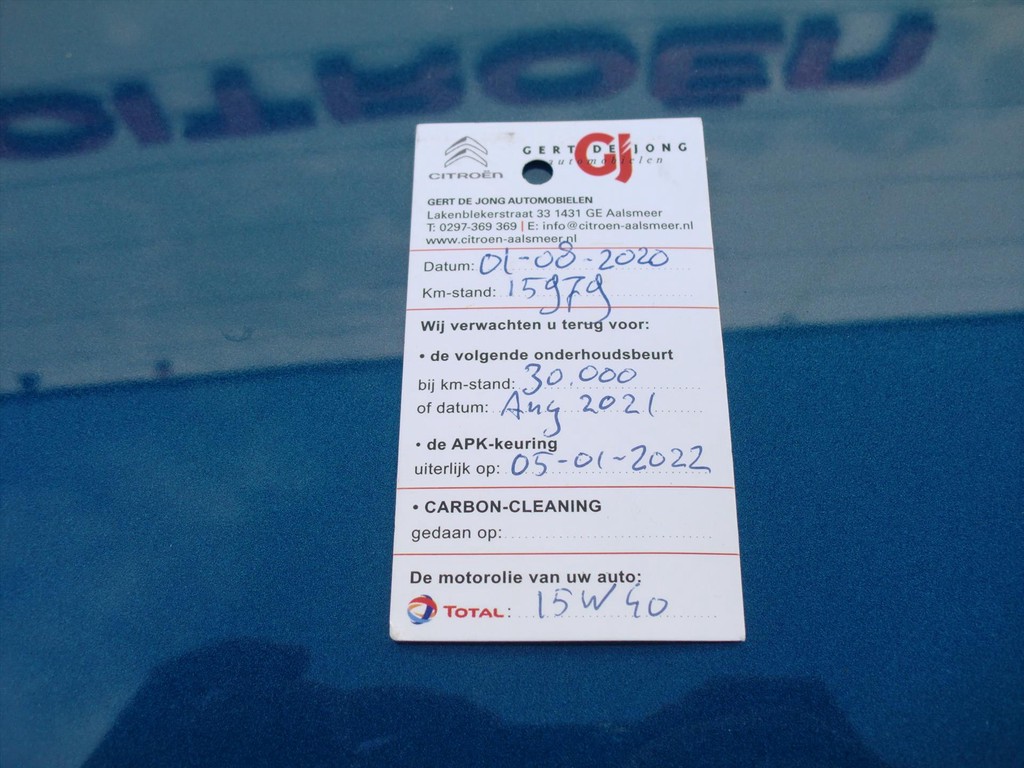 CITROËN
CITROËN
GERT DE JONG
GJ
automobielen
GERT DE JONG AUTOMOBIELEN
Lakenblekerstraat 33 1431 GE Aalsmeer
T: 0297-369 369 | E: info@citroen-aalsmeer.nl
www.citroen-aalsmeer.nl
Datum: 01-08-2020
Km-stand: 15979
Wij verwachten u terug voor:
• de volgende onderhoudsbeurt
bij km-stand: 30.000
of datum: Aug 2021
• de APK-keuring
uiterlijk op: 05-01-2022
• CARBON-CLEANING
gedaan op:
De motorolie van uw auto:
TOTAL: 15W40